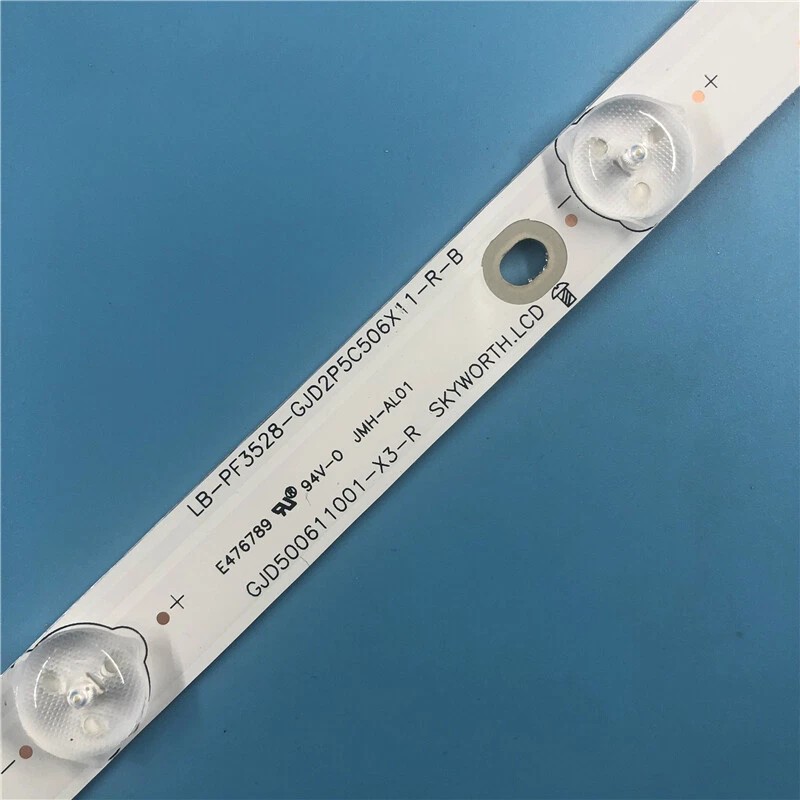 LB-PF3528-GJD2P5C506X11-R-B
E476789 94V-0 JMH-AL01
GJD500611001-X3-R SKYWORTH.LCD
+
-
+
-